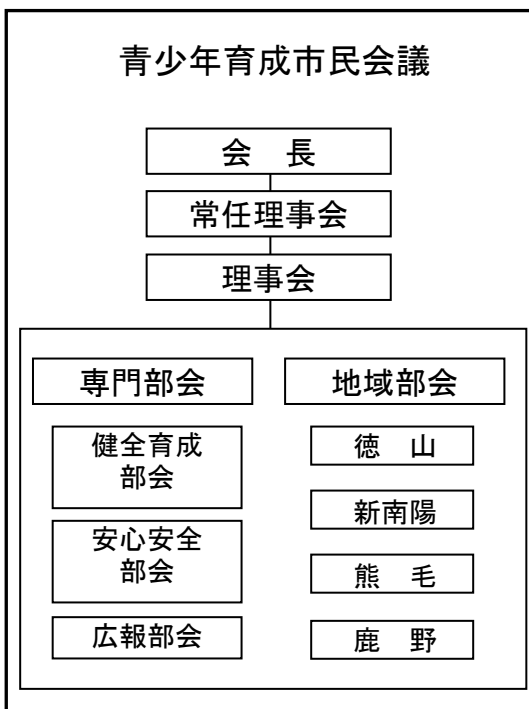 青少年育成市民会議
会　長
常任理事会
理事会
専門部会
健全育成
部会
安心安全
部会
広報部会
地域部会
徳　山
新南陽
熊　毛
鹿　野